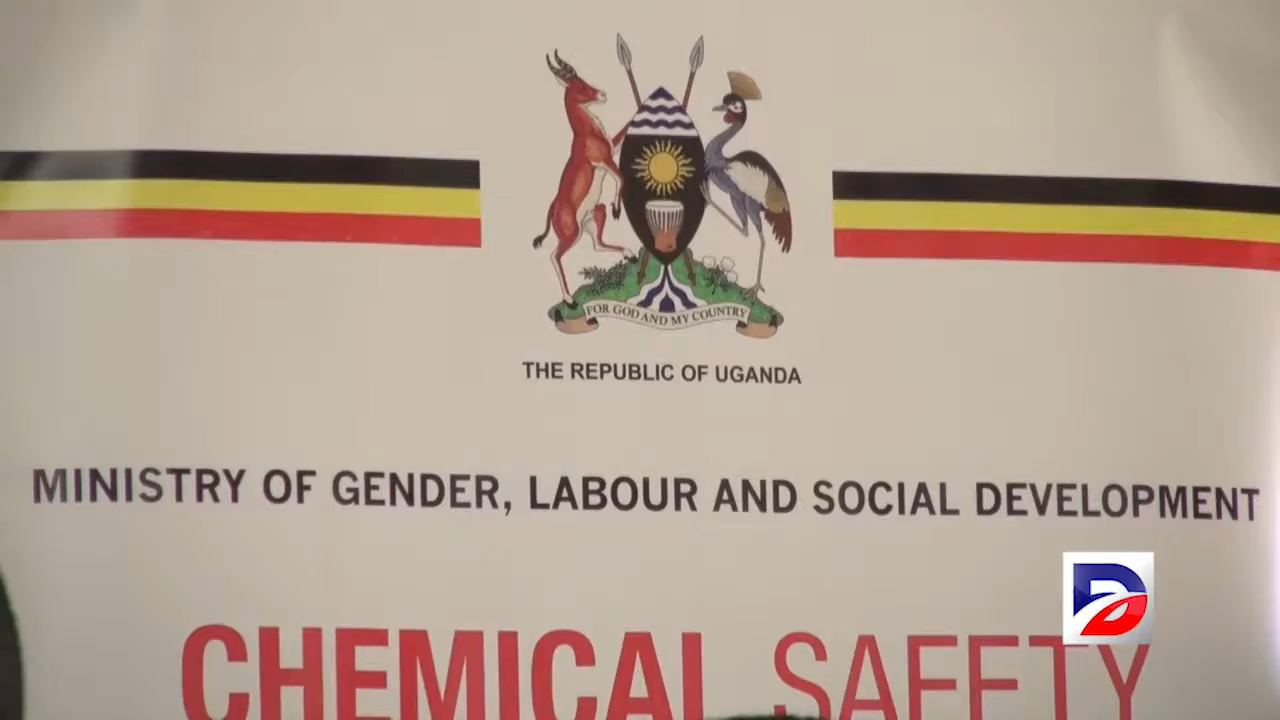 FOR GOD AND MY COUNTRY
THE REPUBLIC OF UGANDA
MINISTRY OF GENDER, LABOUR AND SOCIAL DEVELOPMENT
CHEMICAL SAFETY